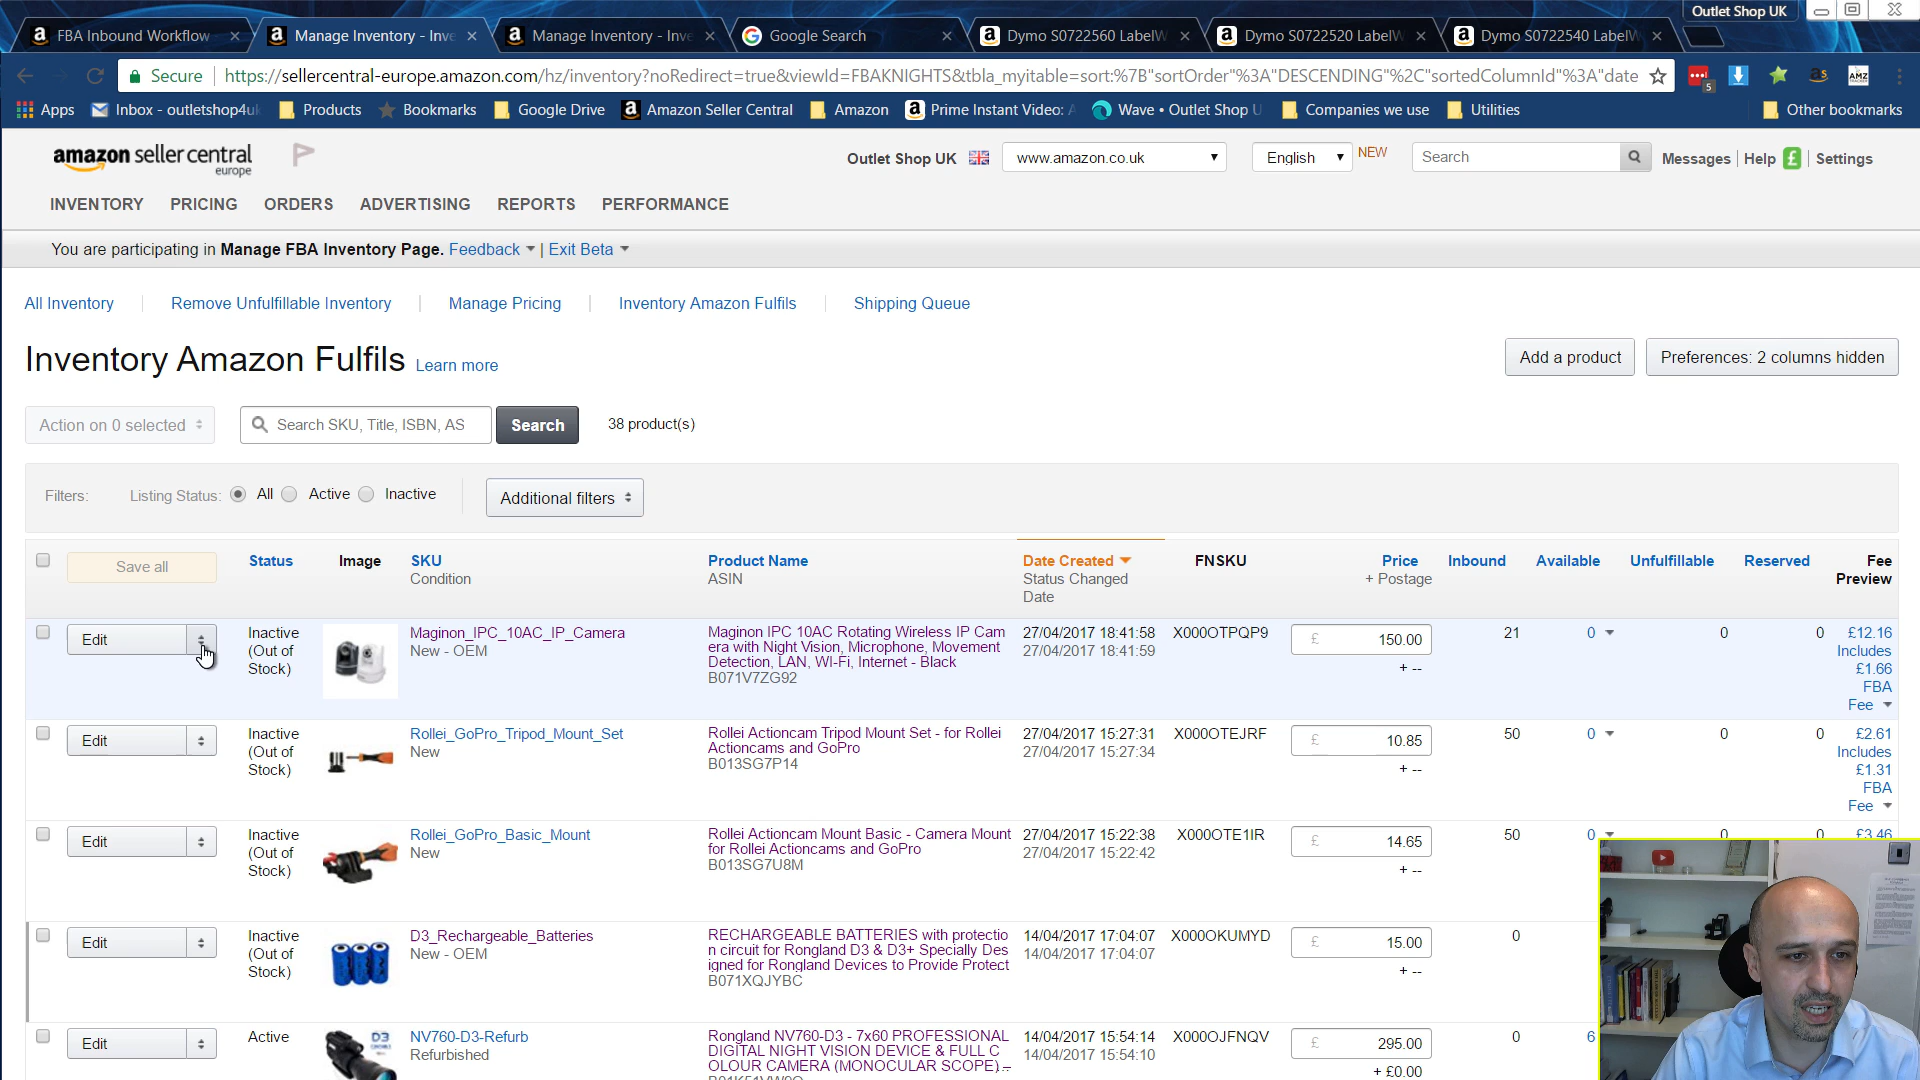 Outlet Shop UK
FBA Inbound Workflow
Manage Inventory - Inve
Manage Inventory - Inve
Google Search
Dymo S0722560 LabelW
Dymo S0722520 LabelW
Dymo S0722540 LabelW
Secure
https://sellercentral-europe.amazon.com/hz/inventory?noRedirect=true&viewId=FBAKNIGHTS&tbla_myitable=sort:%7B"sortOrder"%3A"DESCENDING"%2C"sortedColumnId"%3A"date
5
Apps
Inbox - outletshop4uk
Products
Bookmarks
Google Drive
Amazon Seller Central
Amazon
Prime Instant Video: A
Wave • Outlet Shop U
Companies we use
Utilities
Other bookmarks
amazon seller central
europe
Outlet Shop UK
www.amazon.co.uk
English
NEW
Search
Messages | Help | Settings
INVENTORY PRICING ORDERS ADVERTISING REPORTS PERFORMANCE
You are participating in Manage FBA Inventory Page. Feedback | Exit Beta
All Inventory
Remove Unfulfillable Inventory
Manage Pricing
Inventory Amazon Fulfils
Shipping Queue
Inventory Amazon Fulfils Learn more
Add a product
Preferences: 2 columns hidden
Action on 0 selected
Search SKU, Title, ISBN, AS
Search
38 product(s)
Filters:
Listing Status: All Active Inactive
Additional filters
Save all
Status
Image
SKU
Condition
Product Name
ASIN
Date Created
Status Changed
Date
FNSKU
Price
+ Postage
Inbound
Available
Unfulfillable
Reserved
Fee
Preview
Edit
Inactive
(Out of
Stock)
Maginon_IPC_10AC_IP_Camera
New - OEM
Maginon IPC 10AC Rotating Wireless IP Cam
era with Night Vision, Microphone, Movement
Detection, LAN, WI-Fi, Internet - Black
B071V7ZG92
27/04/2017 18:41:58
27/04/2017 18:41:59
X000OTPQP9
£ 150.00
+ --
21
0
0
0
£12.16
Includes
£1.66
FBA
Fee
Edit
Inactive
(Out of
Stock)
Rollei_GoPro_Tripod_Mount_Set
New
Rollei Actioncam Tripod Mount Set - for Rollei
Actioncams and GoPro
B013SG7P14
27/04/2017 15:27:31
27/04/2017 15:27:34
X000OTEJRF
£ 10.85
+ --
50
0
0
0
£2.61
Includes
£1.31
FBA
Fee
Edit
Inactive
(Out of
Stock)
Rollei_GoPro_Basic_Mount
New
Rollei Actioncam Mount Basic - Camera Mount
for Rollei Actioncams and GoPro
B013SG7U8M
27/04/2017 15:22:38
27/04/2017 15:22:42
X000OTE1IR
£ 14.65
+ --
50
0
0
0
£3.46
Edit
Inactive
(Out of
Stock)
D3_Rechargeable_Batteries
New - OEM
RECHARGEABLE BATTERIES with protectio
n circuit for Rongland D3 & D3+ Specially Des
igned for Rongland Devices to Provide Protect
B071XQJYBC
14/04/2017 17:04:07
14/04/2017 17:04:07
X000OKUMYD
£ 15.00
+ --
0
Edit
Active
D3
NV760-D3-Refurb
Refurbished
Rongland NV760-D3 - 7x60 PROFESSIONAL
DIGITAL NIGHT VISION DEVICE & FULL C
OLOUR CAMERA (MONOCULAR SCOPE)...
14/04/2017 15:54:14
14/04/2017 15:54:10
X000OJFNQV
£ 295.00
+ £0.00
0
6